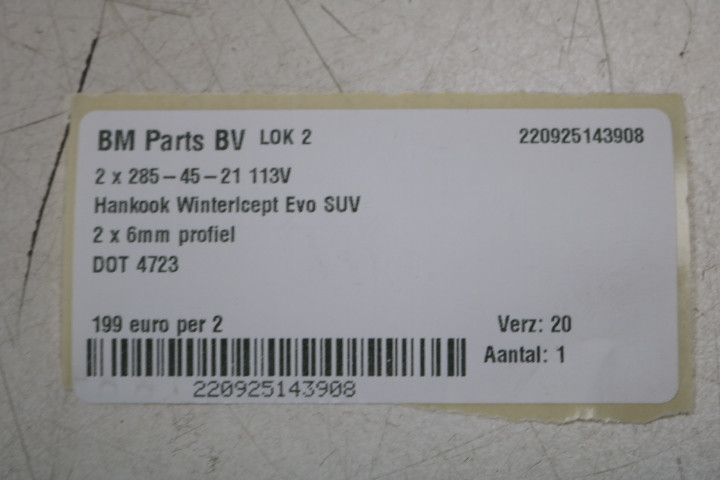 BM Parts BV LOK 2 220925143908
2 x 285-45-21 113V
Hankook WinterIcept Evo SUV
2 x 6mm profiel
DOT 4723
199 euro per 2 Verz: 20
Aantal: 1
220925143908